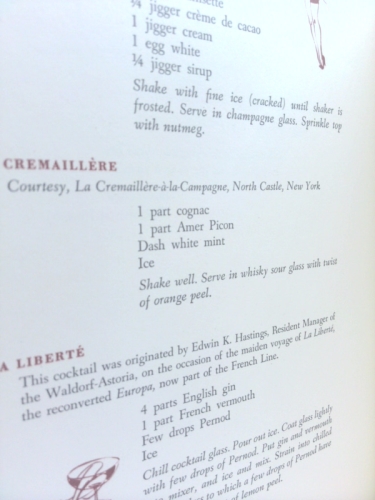 ¾ jigger crème de cacao
1 jigger cream
1 egg white
¼ jigger sirup
Shake with fine ice (cracked) until shaker is
frosted. Serve in champagne glass. Sprinkle top
with nutmeg.
CREMAILLÈRE
Courtesy, La Cremaillère-à-la-Campagne, North Castle, New York
1 part cognac
1 part Amer Picon
Dash white mint
Ice
Shake well. Serve in whisky sour glass with twist
of orange peel.
A LIBERTÉ
This cocktail was originated by Edwin K. Hastings, Resident Manager of
the Waldorf-Astoria, on the occasion of the maiden voyage of La Liberté,
the reconverted Europa, now part of the French Line.
4 parts English gin
1 part French vermouth
Few drops Pernod
Ice
Chill cocktail glass. Pour out ice. Coat glass lightly
with few drops of Pernod. Put gin and vermouth
mixer, and ice and mix. Strain into chilled
to which a few drops of Pernod have
of lemon peel.